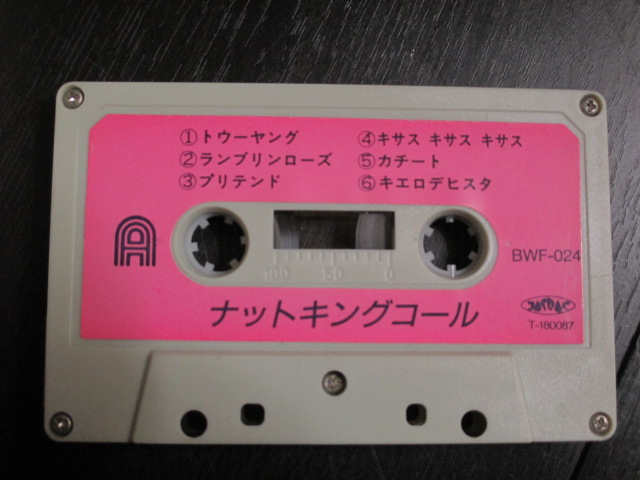 ①トウーヤング
②ランブリンローズ
③プリテンド
④キサス キサス キサス
⑤カチート
⑥キエロデヒスタ
A
BWF-024
ナットキングコール
T-180087
100 50 0